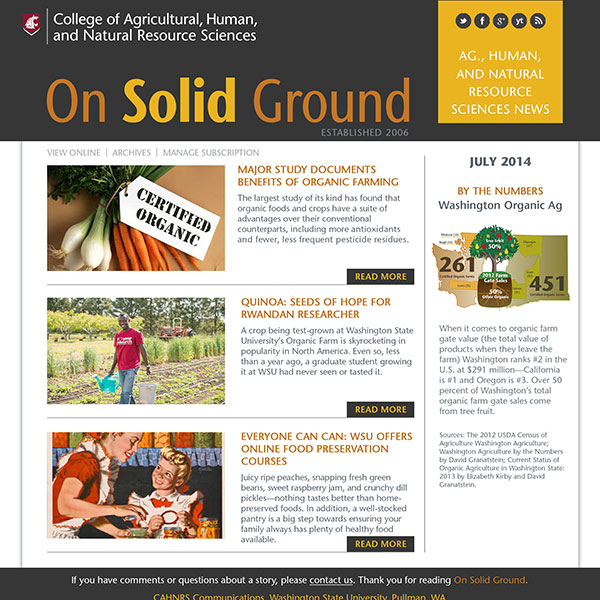 College of Agricultural, Human,
and Natural Resource Sciences
On Solid Ground
ESTABLISHED 2006
AG., HUMAN,
AND NATURAL
RESOURCE
SCIENCES NEWS
VIEW ONLINE | ARCHIVES | MANAGE SUBSCRIPTION
CERTIFIED
ORGANIC
MAJOR STUDY DOCUMENTS
BENEFITS OF ORGANIC FARMING
The largest study of its kind has found that
organic foods and crops have a suite of
advantages over their conventional
counterparts, including more antioxidants
and fewer, less frequent pesticide residues.
READ MORE
QUINOA: SEEDS OF HOPE FOR
RWANDAN RESEARCHER
A crop being test-grown at Washington State
University's Organic Farm is skyrocketing in
popularity in North America. Even so, less
than a year ago, a graduate student growing
it at WSU had never seen or tasted it.
READ MORE
EVERYONE CAN CAN: WSU OFFERS
ONLINE FOOD PRESERVATION
COURSES
Juicy ripe peaches, snapping fresh green
beans, sweet raspberry jam, and crunchy dill
pickles—nothing tastes better than home-
preserved foods. In addition, a well-stocked
pantry is a big step towards ensuring your
family always has plenty of healthy food
available.
READ MORE
JULY 2014
BY THE NUMBERS
Washington Organic Ag
Tree Fruit
50%
261
Certified Organic Farms
2012 Farm
Gate Sales
451
Certified Organic Farms
50%
Other Organic
When it comes to organic farm
gate value (the total value of
products when they leave the
farm) Washington ranks #2 in the
U.S. at $291 million—California
is #1 and Oregon is #3. Over 50
percent of Washington's total
organic farm gate sales come
from tree fruit.
Sources: The 2012 USDA Census of
Agriculture Washington Agriculture;
Washington Agriculture by the Numbers
by David Granatstein; Current Status of
Organic Agriculture in Washington State:
2013 by Elizabeth Kirby and David
Granatstein.
If you have comments or questions about a story, please contact us. Thank you for reading On Solid Ground.
CAHNRS Communications, Washington State University, Pullman, WA